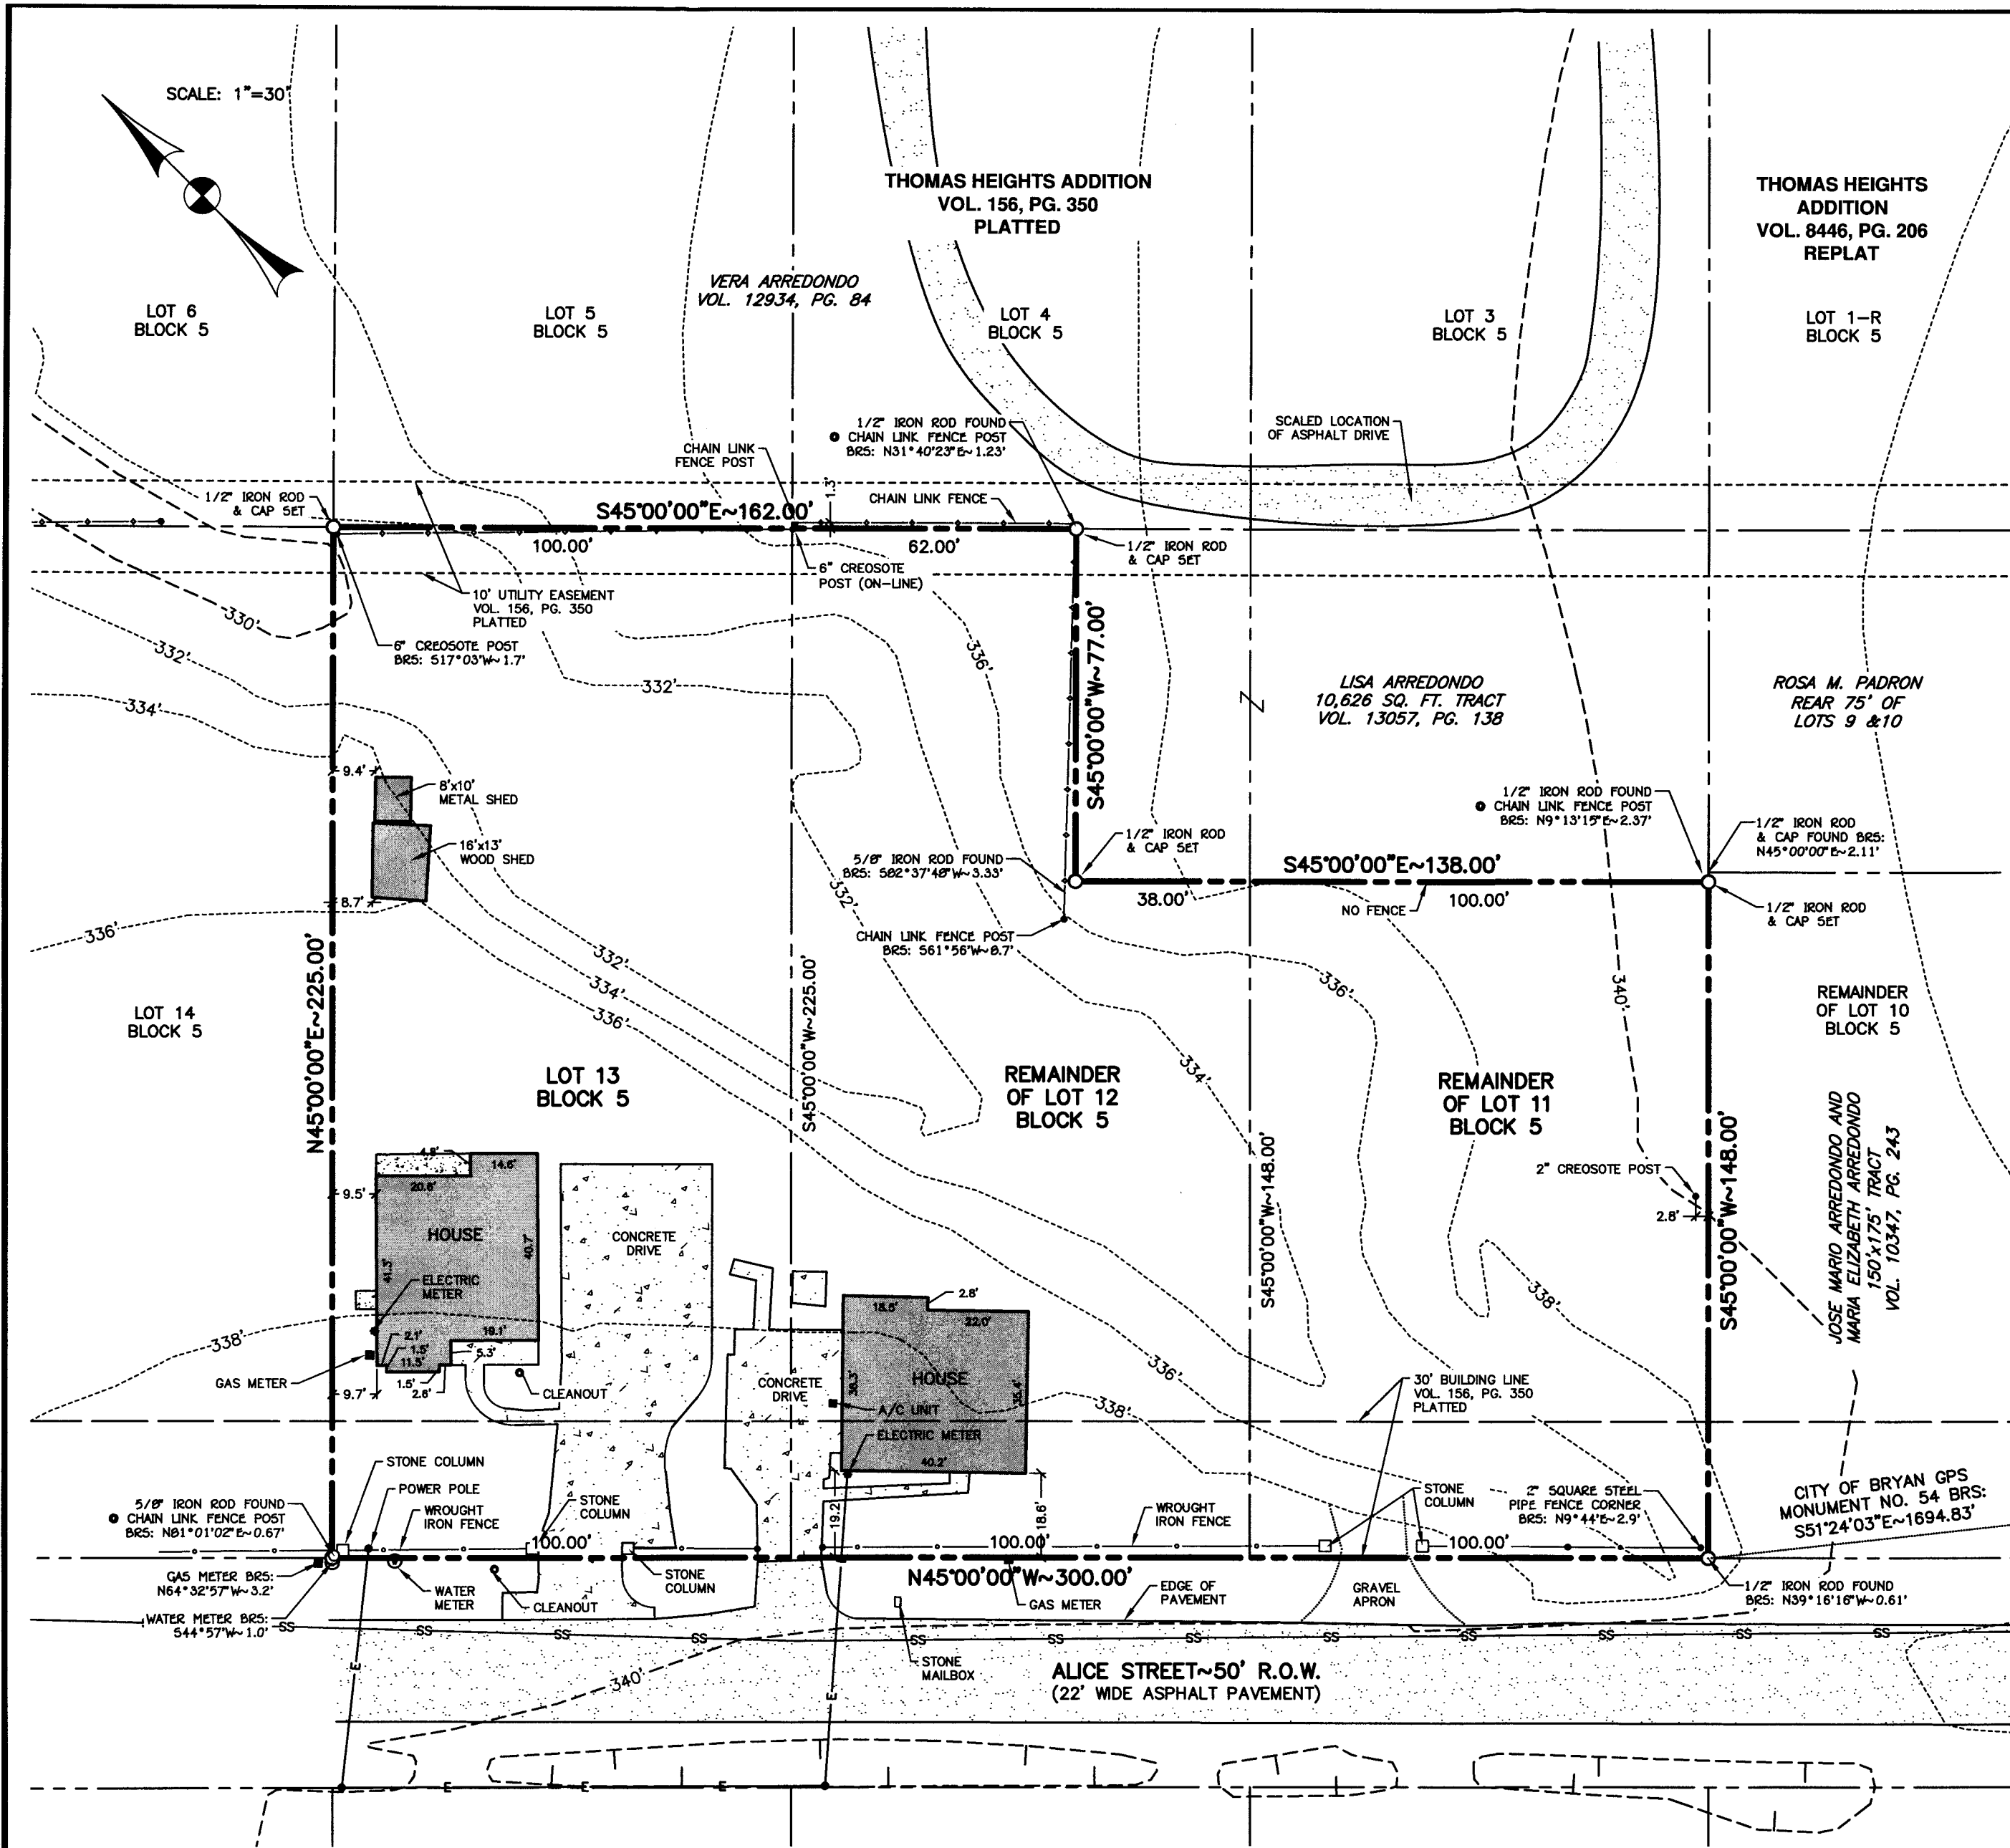 SCALE: 1"=30'
THOMAS HEIGHTS ADDITION
VOL. 156, PG. 350
PLATTED
THOMAS HEIGHTS
ADDITION
VOL. 8446, PG. 206
REPLAT
VERA ARREDONDO
VOL. 12934, PG. 84
LOT 6
BLOCK 5
LOT 5
BLOCK 5
LOT 4
BLOCK 5
LOT 3
BLOCK 5
LOT 1-R
BLOCK 5
1/2" IRON ROD FOUND
@ CHAIN LINK FENCE POST
BRS: N31°40'23"E~1.23'
SCALED LOCATION
OF ASPHALT DRIVE
CHAIN LINK
FENCE POST
1/2" IRON ROD
& CAP SET
S45°00'00"E~162.00'
1.3'
CHAIN LINK FENCE
100.00'
62.00'
1/2" IRON ROD
& CAP SET
6" CREOSOTE
POST (ON-LINE)
10' UTILITY EASEMENT
VOL. 156, PG. 350
PLATTED
330'
6" CREOSOTE POST
BRS: S17°03'W~1.7'
332'
332'
336'
S45°00'00"W~77.00'
334'
LISA ARREDONDO
10,626 SQ. FT. TRACT
VOL. 13057, PG. 138
ROSA M. PADRON
REAR 75' OF
LOTS 9 &10
9.4'
8'x10'
METAL SHED
16'x13'
WOOD SHED
8.7'
1/2" IRON ROD FOUND
@ CHAIN LINK FENCE POST
BRS: N9°13'15"E~2.37'
1/2" IRON ROD
& CAP FOUND BRS:
N45°00'00"E~2.11'
1/2" IRON ROD
& CAP SET
5/8" IRON ROD FOUND
BRS: S82°37'48"W~3.33'
S45°00'00"E~138.00'
38.00'
NO FENCE
100.00'
1/2" IRON ROD
& CAP SET
332'
CHAIN LINK FENCE POST
BRS: S61°56'W~8.7'
336'
332'
334'
336'
336'
340'
N45°00'00"E~225.00'
S45°00'00"W~225.00'
LOT 14
BLOCK 5
REMAINDER
OF LOT 10
BLOCK 5
LOT 13
BLOCK 5
REMAINDER
OF LOT 12
BLOCK 5
334'
REMAINDER
OF LOT 11
BLOCK 5
S45°00'00"W~148.00'
2" CREOSOTE POST
2.8'
S45°00'00"W~148.00'
JOSE MARIO ARREDONDO AND
MARIA ELIZABETH ARREDONDO
150'x175' TRACT
VOL. 10347, PG. 243
14.6'
20.6'
9.5'
HOUSE
40.7'
41.3'
CONCRETE
DRIVE
ELECTRIC
METER
338'
2.1'
1.5'
11.5'
19.1'
5.3'
1.5'
2.6'
GAS METER
9.7'
CLEANOUT
18.5'
2.8'
22.0'
338'
CONCRETE
DRIVE
HOUSE
A/C UNIT
ELECTRIC METER
40.2'
336'
338'
30' BUILDING LINE
VOL. 156, PG. 350
PLATTED
STONE COLUMN
POWER POLE
WROUGHT
IRON FENCE
STONE
COLUMN
5/8" IRON ROD FOUND
@ CHAIN LINK FENCE POST
BRS: N81°01'02"E~0.67'
100.00'
19.2'
18.6'
100.00'
WROUGHT
IRON FENCE
STONE
COLUMN
2" SQUARE STEEL
PIPE FENCE CORNER
BRS: N9°44'E~2.9'
100.00'
CITY OF BRYAN GPS
MONUMENT NO. 54 BRS:
S51°24'03"E~1694.83'
GAS METER BRS:
N64°32'57"W~3.2'
WATER METER BRS:
S44°57'W~1.0'
WATER
METER
CLEANOUT
STONE
COLUMN
N45°00'00"W~300.00'
GAS METER
EDGE OF
PAVEMENT
GRAVEL
APRON
1/2" IRON ROD FOUND
BRS: N39°16'16"W~0.61'
SS SS SS SS SS SS SS SS SS SS SS SS
STONE
MAILBOX
340'
ALICE STREET~50' R.O.W.
(22' WIDE ASPHALT PAVEMENT)
E E
E E E